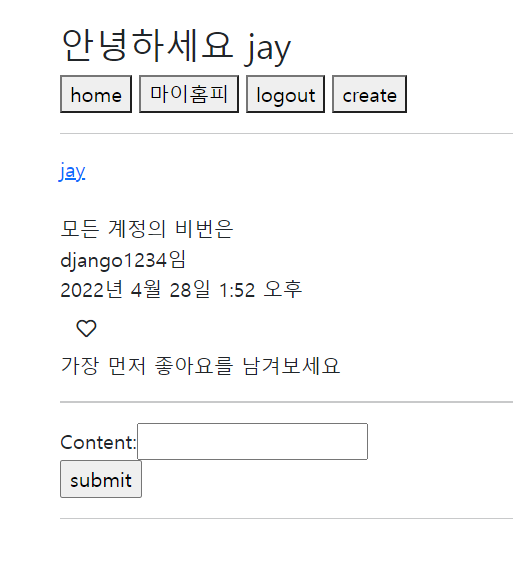 안녕하세요 jay
home 마이홈피 logout create
jay
모든 계정의 비번은
django1234임
2022년 4월 28일 1:52 오후
가장 먼저 좋아요를 남겨보세요
Content:
submit